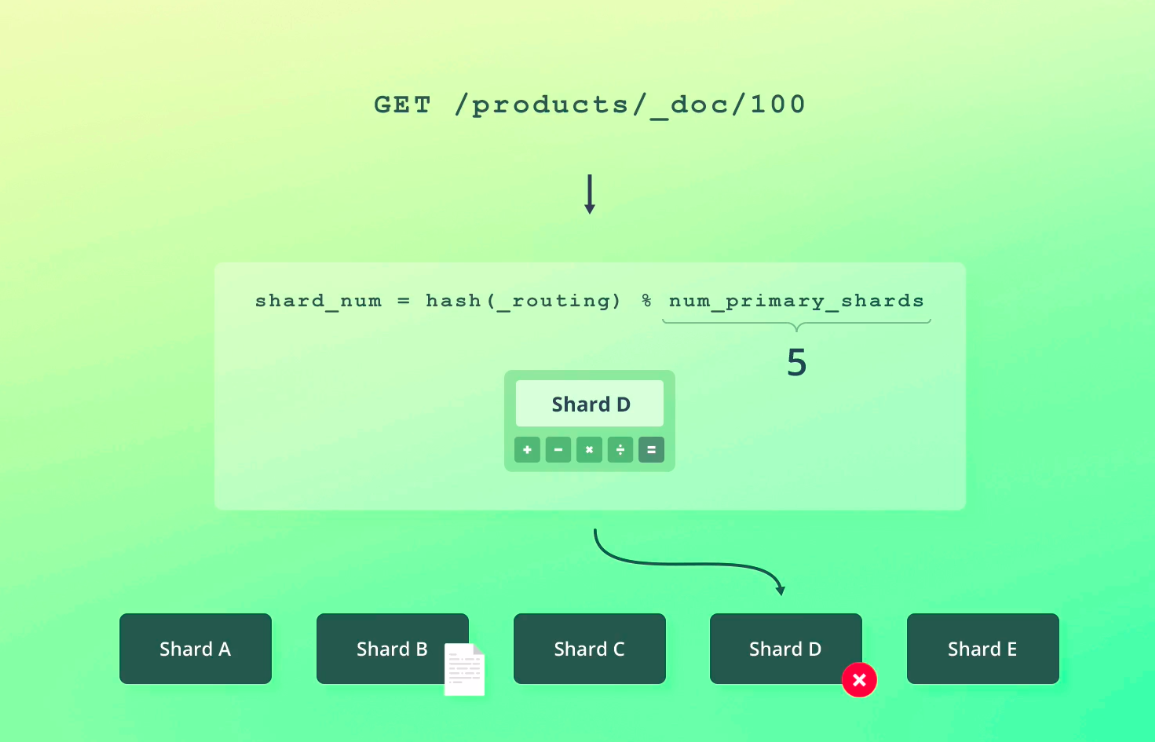 GET /products/_doc/100
shard_num = hash(_routing) % num_primary_shards
5
Shard D
+ − × ÷ =
Shard A
Shard B
Shard C
Shard D
Shard E